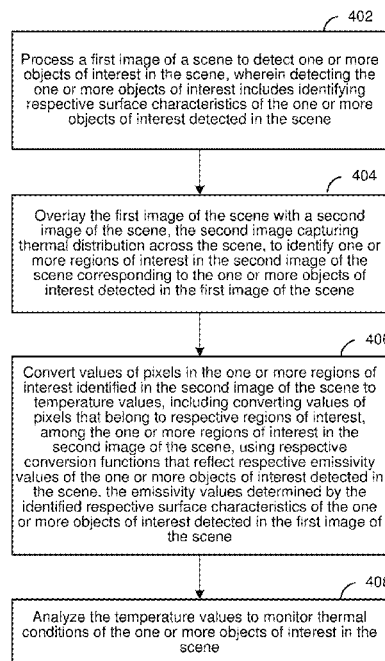 402
Process a first image of a scene to detect one or more
objects of interest in the scene, wherein detecting the
one or more objects of interest includes identifying
respective surface characteristics of the one or more
objects of interest detected in the scene
404
Overlay the first image of the scene with a second
image of the scene, the second image capturing
thermal distribution across the scene, to identify one or
more regions of interest in the second image of the
scene corresponding to the one or more objects of
interest detected in the first image of the scene
406
Convert values of pixels in the one or more regions of
interest identified in the second image of the scene to
temperature values, including converting values of
pixels that belong to respective regions of interest,
among the one or more regions of interest in the
second image of the scene, using respective
conversion functions that reflect respective emissivity
values of the one or more objects of interest detected in
the scene, the emissivity values determined by the
identified respective surface characteristics of the one
or more objects of interest detected in the first image of
the scene
408
Analyze the temperature values to monitor thermal
conditions of the one or more objects of interest in the
scene